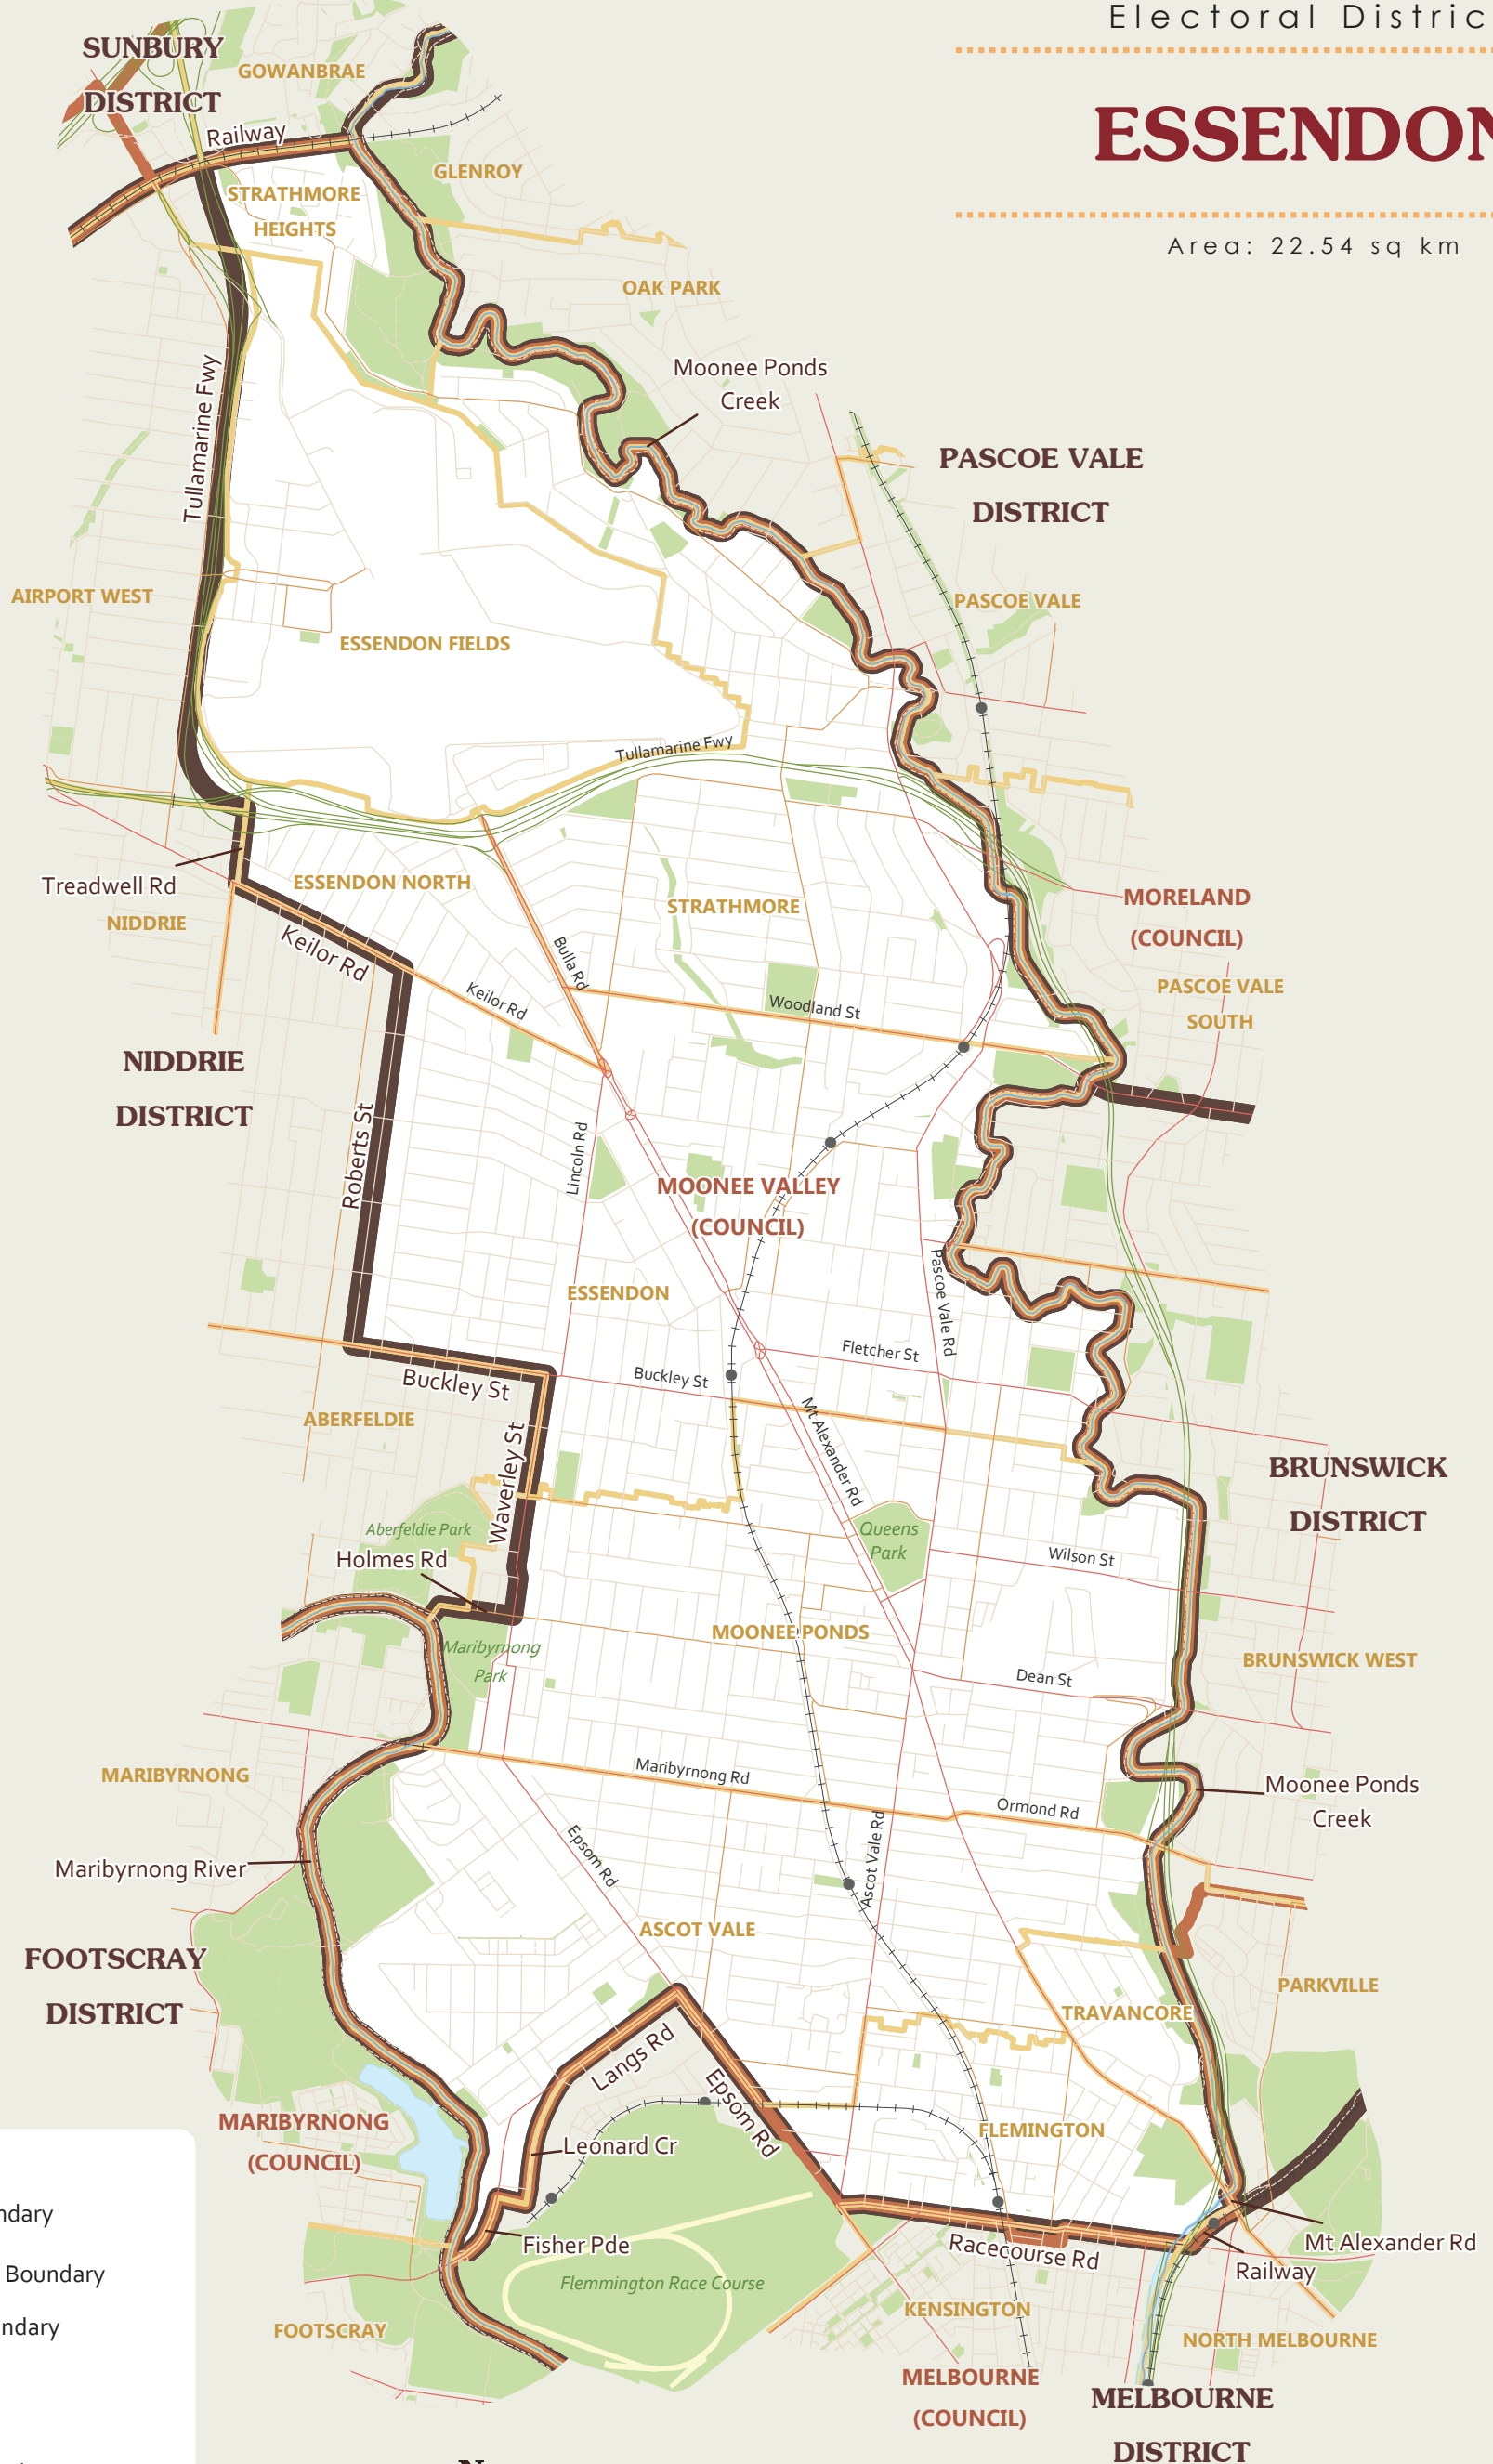 Electoral Distric
ESSENDON
Area: 22.54 sq km
SUNBURY
DISTRICT
GOWANBRAE
Railway
GLENROY
STRATHMORE
HEIGHTS
OAK PARK
Moonee Ponds
Creek
Tullamarine Fwy
PASCOE VALE
DISTRICT
AIRPORT WEST
PASCOE VALE
ESSENDON FIELDS
Tullamarine Fwy
Treadwell Rd
ESSENDON NORTH
NIDDRIE
STRATHMORE
MORELAND
(COUNCIL)
Keilor Rd
Bulla Rd
Keilor Rd
Woodland St
PASCOE VALE
SOUTH
NIDDRIE
DISTRICT
Roberts St
Lincoln Rd
MOONEE VALLEY
(COUNCIL)
Pascoe Vale Rd
ESSENDON
Fletcher St
Buckley St
Buckley St
ABERFELDIE
Mt Alexander Rd
Waverley St
BRUNSWICK
DISTRICT
Aberfeldie Park
Queens
Park
Holmes Rd
Wilson St
MOONEE PONDS
Maribyrnong
Park
BRUNSWICK WEST
Dean St
MARIBYRNONG
Maribyrnong Rd
Ormond Rd
Moonee Ponds
Creek
Epsom Rd
Ascot Vale Rd
Maribyrnong River
ASCOT VALE
FOOTSCRAY
DISTRICT
PARKVILLE
TRAVANCORE
Langs Rd
Epsom Rd
MARIBYRNONG
(COUNCIL)
FLEMINGTON
Leonard Cr
Fisher Pde
Racecourse Rd
Mt Alexander Rd
Railway
Flemmington Race Course
KENSINGTON
FOOTSCRAY
NORTH MELBOURNE
MELBOURNE
(COUNCIL)
MELBOURNE
DISTRICT
ndary
Boundary
ndary
N